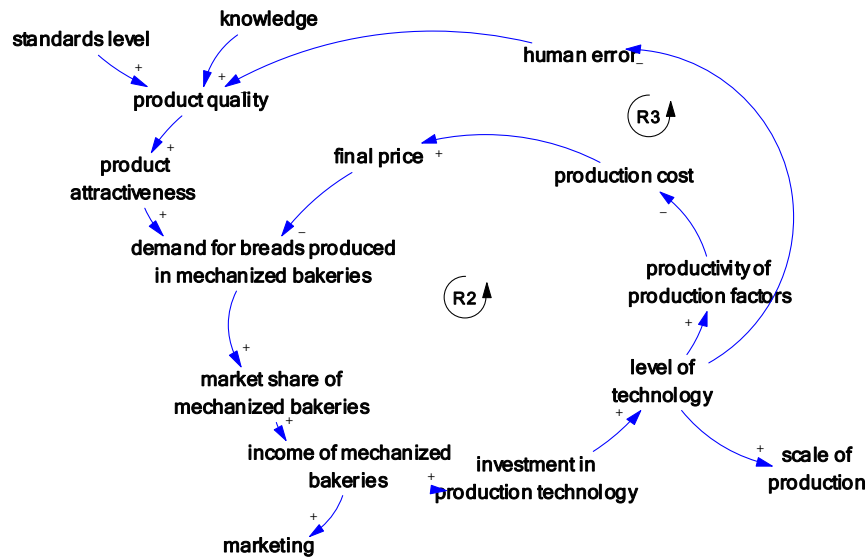 knowledge
standards level
human error
product quality
R3
final price
product
attractiveness
production cost
demand for breads produced
in mechanized bakeries
productivity of
production factors
R2
level of
technology
market share of
mechanized bakeries
income of mechanized
bakeries
investment in
production technology
scale of
production
marketing
+
+
–
–
+
+
+
–
–
+
+
+
+
+
+
+